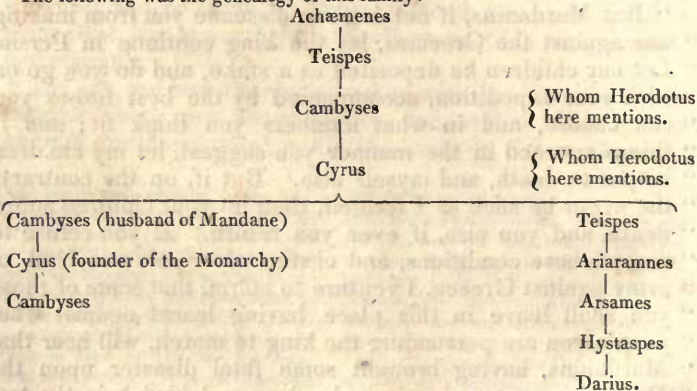 The following was the genealogy of this family:
Achæmenes
Teispes
Cambyses { Whom Herodotus
here mentions.
Cyrus { Whom Herodotus
here mentions.
Cambyses (husband of Mandane) Teispes
Cyrus (founder of the Monarchy) Ariaramnes
Cambyses Arsames
Hystaspes
Darius.